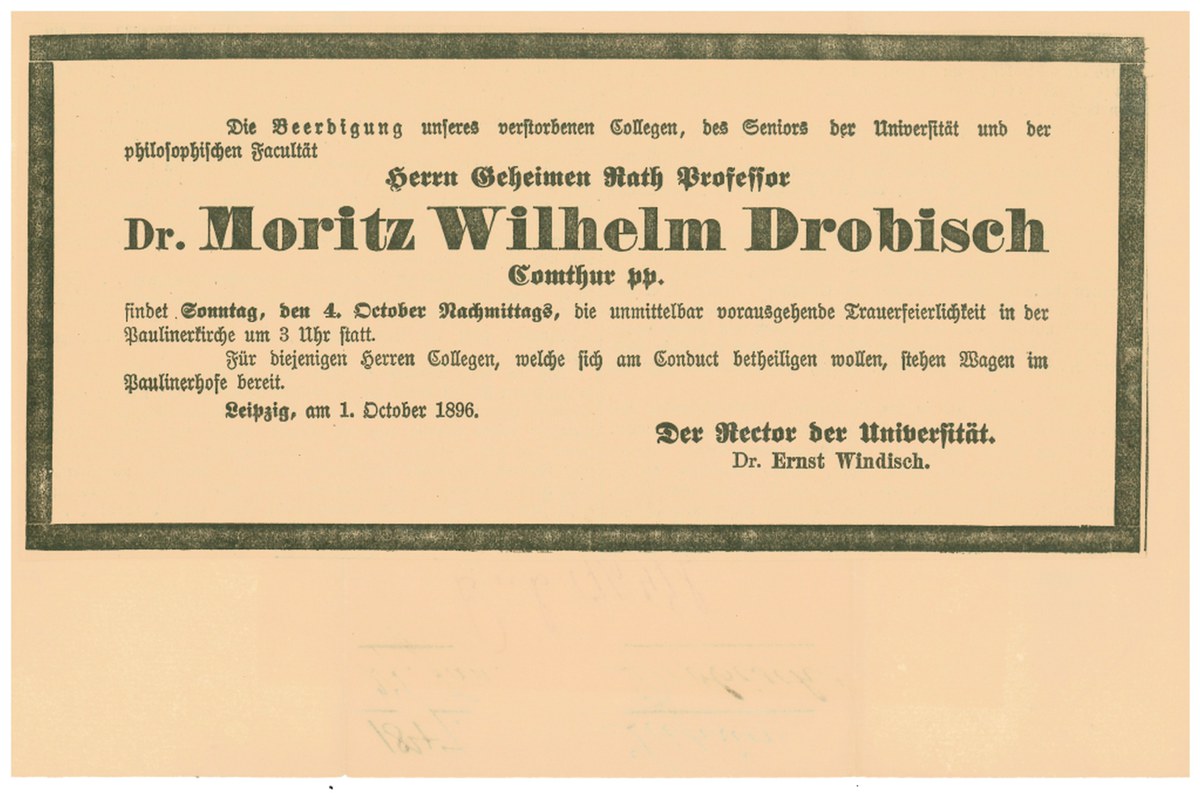 Die Beerdigung unseres verstorbenen Collegen, des Seniors der Universität und der
philosophischen Facultät
Herrn Geheimen Rath Professor
Dr. Moritz Wilhelm Drobisch
Comthur pp.
findet Sonntag, den 4. October Nachmittags, die unmittelbar vorausgehende Trauerfeierlichkeit in der
Paulinerkirche um 3 Uhr statt.
Für diejenigen Herren Collegen, welche sich am Conduct betheiligen wollen, stehen Wagen im
Paulinerhofe bereit.
Leipzig, am 1. October 1896.
Der Rector der Universität.
Dr. Ernst Windisch.